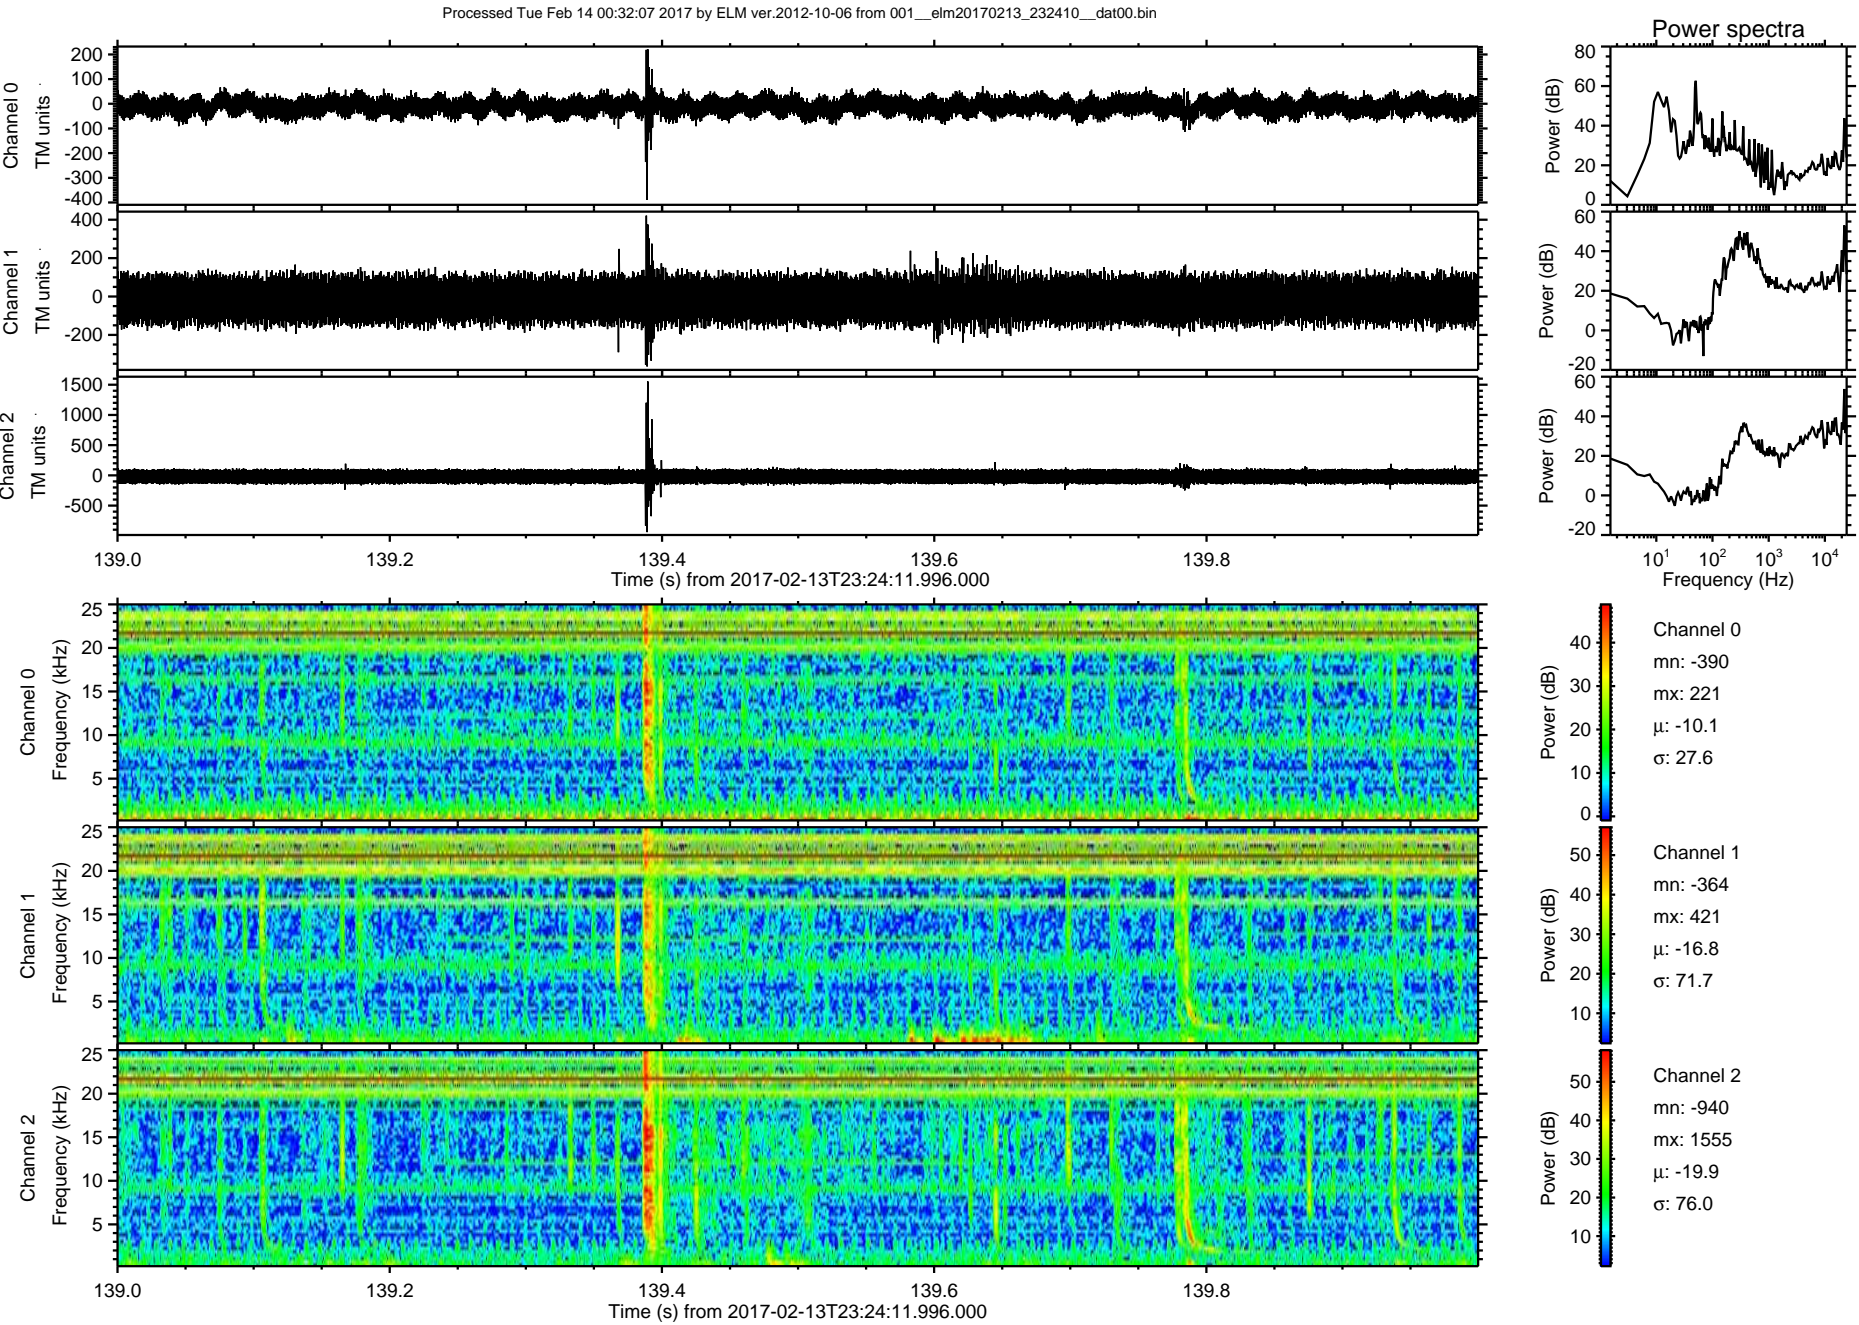 Processed Tue Feb 14 00:32:07 2017 by ELM ver.2012-10-06 from 001__elm20170213_232410__dat00.bin
Power spectra
Channel 0
TM units
200
100
0
-100
-200
-300
-400
Power (dB)
80
60
40
20
0
Channel 1
TM units
400
200
0
-200
Power (dB)
60
40
20
0
-20
Channel 2
TM units
1500
1000
500
0
-500
Power (dB)
60
40
20
0
-20
139.0 139.2 139.4 139.6 139.8
Time (s) from 2017-02-13T23:24:11.996.000
10¹ 10² 10³ 10⁴
Frequency (Hz)
Channel 0
Frequency (kHz)
25
20
15
10
5
Power (dB)
40
30
20
10
0
Channel 0
mn: -390
mx: 221
μ: -10.1
σ: 27.6
Channel 1
Frequency (kHz)
25
20
15
10
5
Power (dB)
50
40
30
20
10
Channel 1
mn: -364
mx: 421
μ: -16.8
σ: 71.7
Channel 2
Frequency (kHz)
25
20
15
10
5
Power (dB)
50
40
30
20
10
Channel 2
mn: -940
mx: 1555
μ: -19.9
σ: 76.0
139.0 139.2 139.4 139.6 139.8
Time (s) from 2017-02-13T23:24:11.996.000